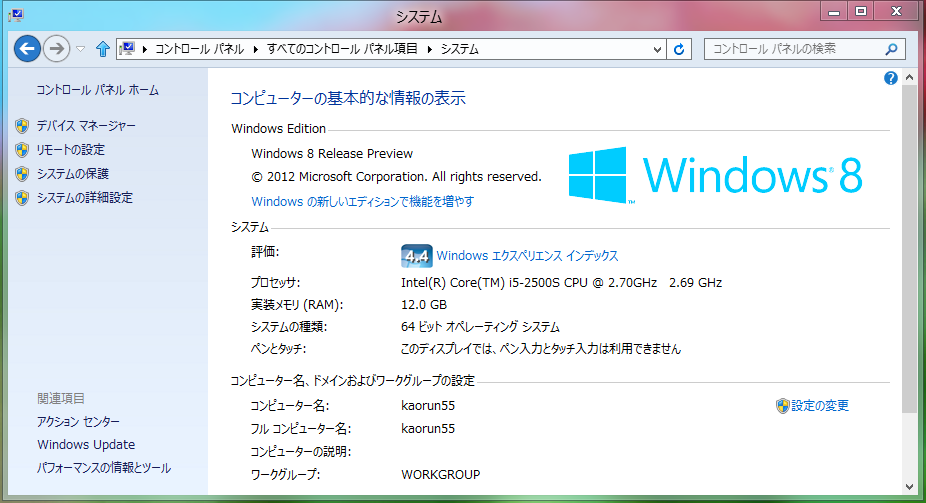 システム
コントロール パネル ▸ すべてのコントロール パネル項目 ▸ システム
コントロール パネルの検索
コントロール パネル ホーム
デバイス マネージャー
リモートの設定
システムの保護
システムの詳細設定
関連項目
アクション センター
Windows Update
パフォーマンスの情報とツール
コンピューターの基本的な情報の表示
Windows Edition
Windows 8 Release Preview
© 2012 Microsoft Corporation. All rights reserved.
Windows の新しいエディションで機能を増やす
Windows® 8
™
システム
評価: 4.4 Windows エクスペリエンス インデックス
プロセッサ: Intel(R) Core(TM) i5-2500S CPU @ 2.70GHz 2.69 GHz
実装メモリ (RAM): 12.0 GB
システムの種類: 64 ビット オペレーティング システム
ペンとタッチ: このディスプレイでは、ペン入力とタッチ入力は利用できません
コンピューター名、ドメインおよびワークグループの設定
コンピューター名: kaorun55 設定の変更
フル コンピューター名: kaorun55
コンピューターの説明:
ワークグループ: WORKGROUP